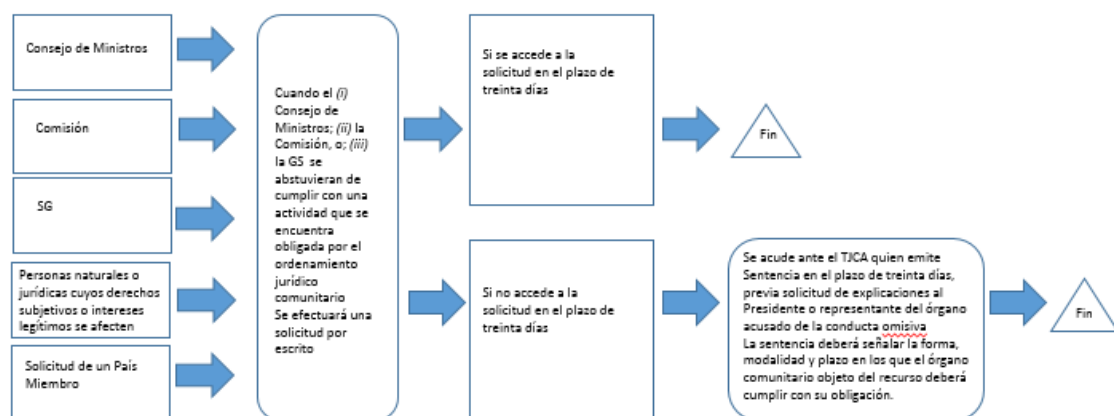 Consejo de Ministros
Comisión
SG
Personas naturales o
jurídicas cuyos derechos
subjetivos o intereses
legítimos se afecten
Solicitud de un País
Miembro
Cuando el (i)
Consejo de
Ministros; (ii) la
Comisión, o; (iii)
la GS se
abstuvieran de
cumplir con una
actividad que se
encuentra
obligada por el
ordenamiento
jurídico
comunitario
Se efectuará una
solicitud por
escrito
Si se accede a la
solicitud en el plazo de
treinta días
Fin
Si no accede a la
solicitud en el plazo de
treinta días
Se acude ante el TJCA quien emite
Sentencia en el plazo de treinta días,
previa solicitud de explicaciones al
Presidente o representante del órgano
acusado de la conducta omisiva
La sentencia deberá señalar la forma,
modalidad y plazo en los que el órgano
comunitario objeto del recurso deberá
cumplir con su obligación.
Fin